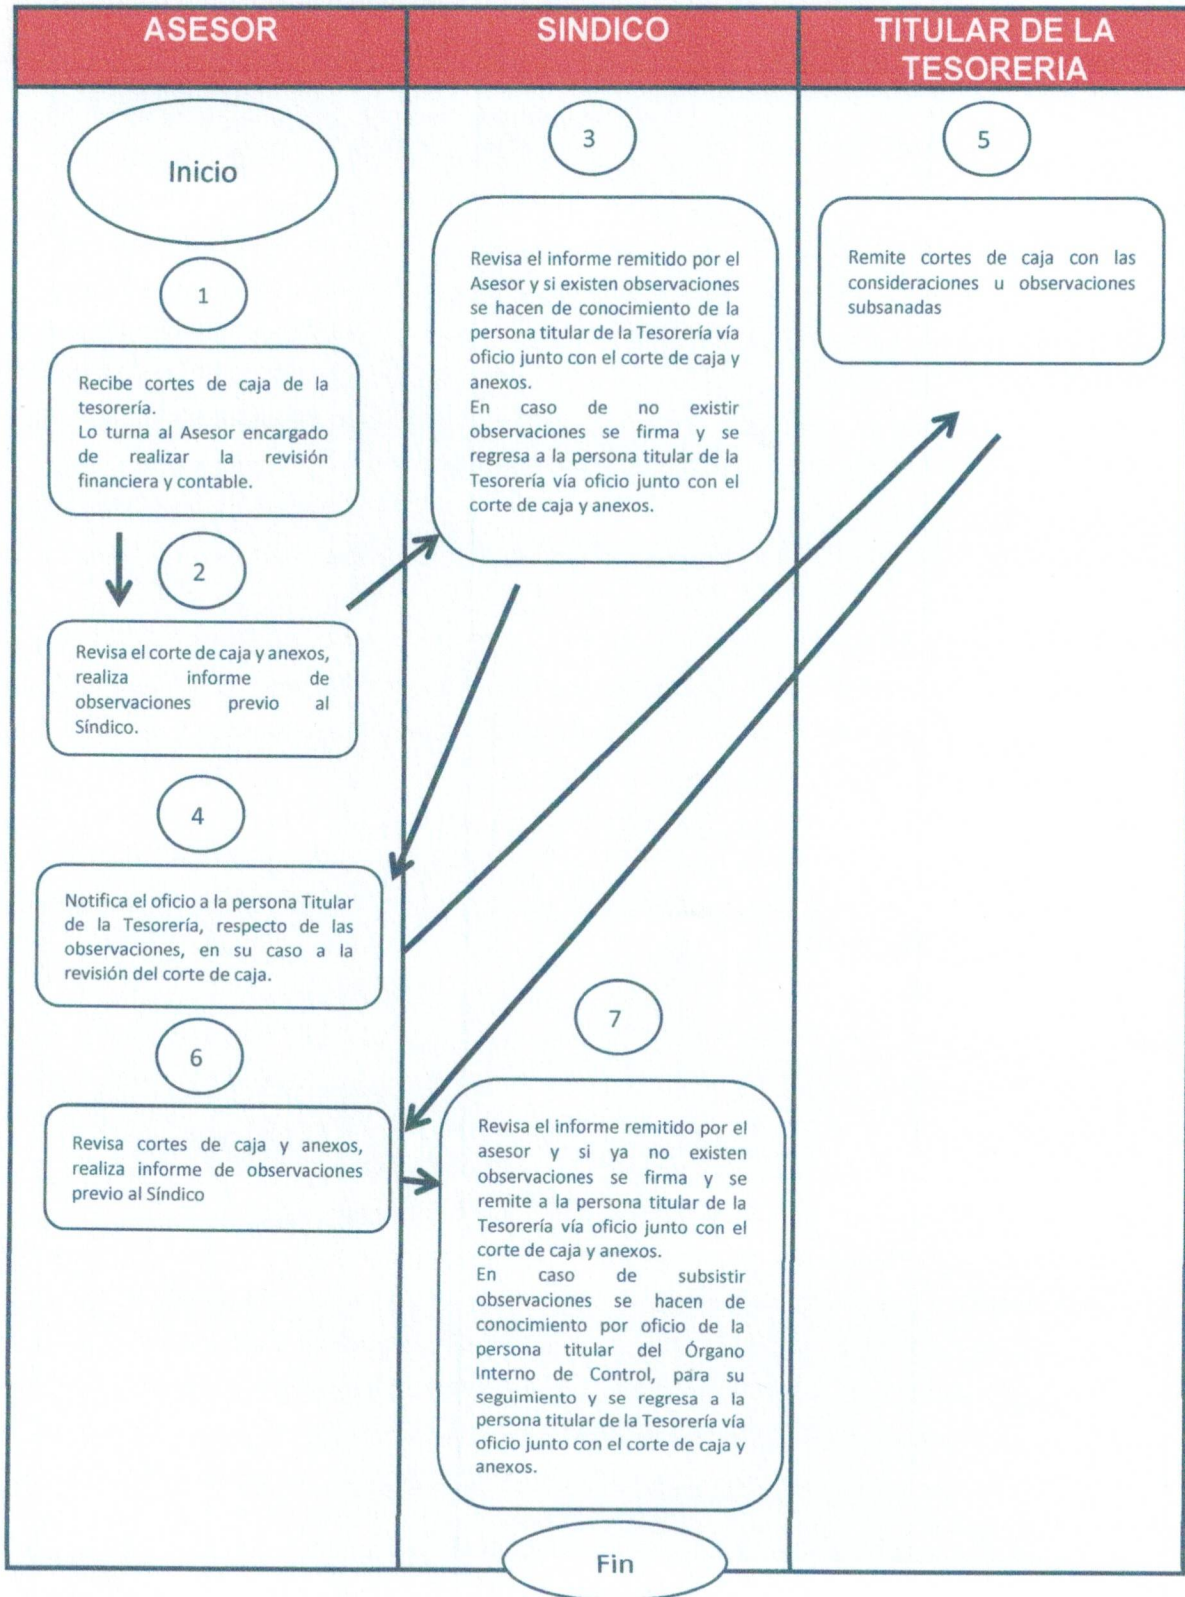 ASESOR
SINDICO
TITULAR DE LA
TESORERIA
Inicio
1
Recibe cortes de caja de la
tesorería.
Lo turna al Asesor encargado
de realizar la revisión
financiera y contable.
2
Revisa el corte de caja y anexos,
realiza informe de
observaciones previo al
Síndico.
3
Revisa el informe remitido por el
Asesor y si existen observaciones
se hacen de conocimiento de la
persona titular de la Tesorería vía
oficio junto con el corte de caja y
anexos.
En caso de no existir
observaciones se firma y se
regresa a la persona titular de la
Tesorería vía oficio junto con el
corte de caja y anexos.
4
Notifica el oficio a la persona Titular
de la Tesorería, respecto de las
observaciones, en su caso a la
revisión del corte de caja.
5
Remite cortes de caja con las
consideraciones u observaciones
subsanadas
6
Revisa cortes de caja y anexos,
realiza informe de observaciones
previo al Síndico
7
Revisa el informe remitido por el
asesor y si ya no existen
observaciones se firma y se
remite a la persona titular de la
Tesorería vía oficio junto con el
corte de caja y anexos.
En caso de subsistir
observaciones se hacen de
conocimiento por oficio de la
persona titular del Órgano
Interno de Control, para su
seguimiento y se regresa a la
persona titular de la Tesorería vía
oficio junto con el corte de caja y
anexos.
Fin